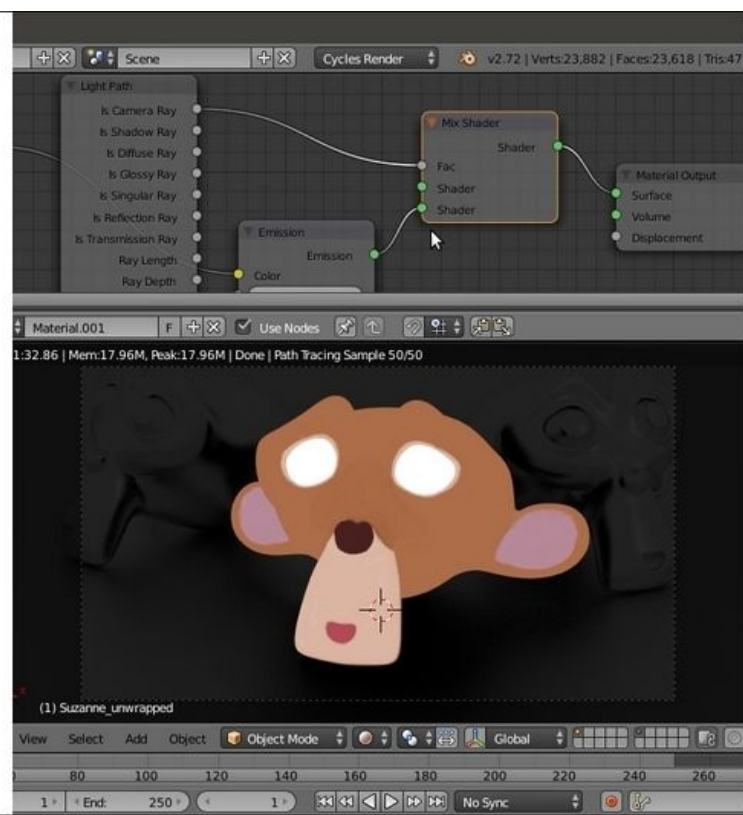 Scene Cycles Render v2.72 | Verts:23,882 | Faces:23,618 | Tris:47
Light Path
Is Camera Ray
Is Shadow Ray
Is Diffuse Ray
Is Glossy Ray
Is Singular Ray
Is Reflection Ray
Is Transmission Ray
Ray Length
Ray Depth
Emission
Emission
Color
Mix Shader
Shader
Fac
Shader
Shader
Material Output
Surface
Volume
Displacement
Material.001 F Use Nodes
1:32.86 | Mem:17.96M, Peak:17.96M | Done | Path Tracing Sample 50/50
x
(1) Suzanne_unwrapped
View Select Add Object Object Mode Global
80 100 120 140 160 180 200 220 240 260
1 End: 250 1 No Sync